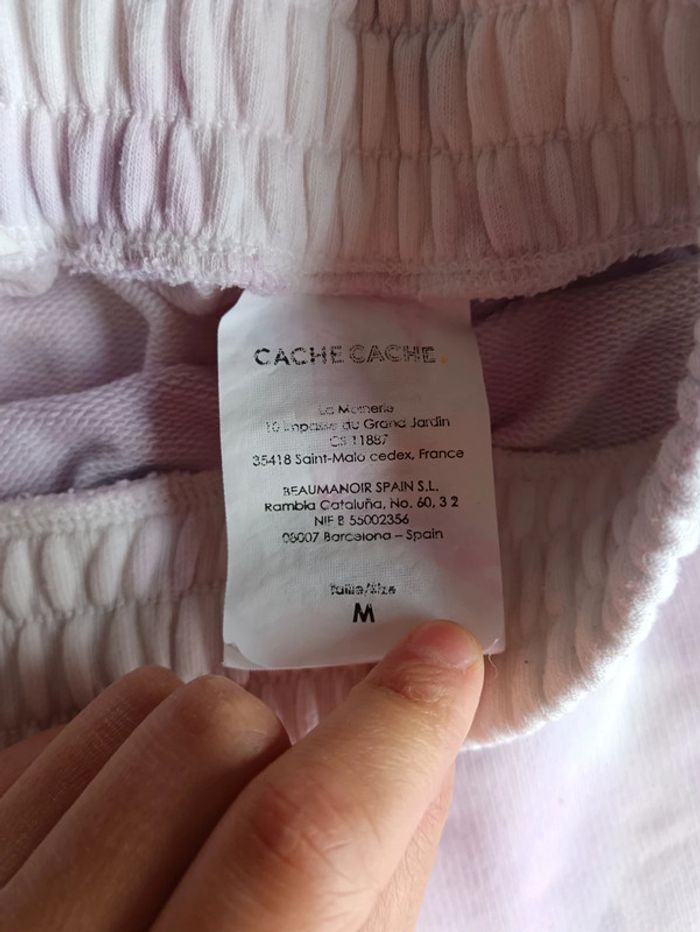 CACHE CACHE.
La Moinerie
10 impasse du Grand Jardin
CS 11887
35418 Saint-Malo cedex, France
BEAUMANOIR SPAIN S.L.
Rambla Cataluña, No. 60, 3 2
NIF B 55002356
08007 Barcelona – Spain
Taille/Size
M